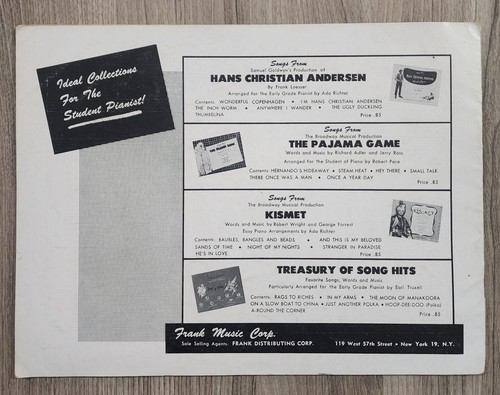 Ideal Collections
For The
Student Pianist!
Songs From
Samuel Goldwyn's Production of
HANS CHRISTIAN ANDERSEN
By Frank Loesser
Arranged for the Early Grade Pianist by Ada Richter
Contents: WONDERFUL COPENHAGEN • I'M HANS CHRISTIAN ANDERSEN
THE INCH WORM • ANYWHERE I WANDER • THE UGLY DUCKLING
THUMBELINA
Price .85
Songs From
The Broadway Musical Production
THE PAJAMA GAME
Words and Music by Richard Adler and Jerry Ross
Arranged for the Student of Piano by Robert Pace
Contents: HERNANDO'S HIDEAWAY • STEAM HEAT • HEY THERE • SMALL TALK
THERE ONCE WAS A MAN • ONCE A YEAR DAY
Price .85
Songs From
The Broadway Musical Production
KISMET
Words and Music by Robert Wright and George Forrest
Easy Piano Arrangements by Ada Richter
Contents: BAUBLES, BANGLES AND BEADS • AND THIS IS MY BELOVED
SANDS OF TIME • NIGHT OF MY NIGHTS • STRANGER IN PARADISE
HE'S IN LOVE
Price .85
KISMET
TREASURY OF SONG HITS
Favorite Songs, Words and Music
Particularly Arranged for the Early Grade Pianist by Earl Truxell
Contents: RAGS TO RICHES • IN MY ARMS • THE MOON OF MANAKOORA
ON A SLOW BOAT TO CHINA • JUST ANOTHER POLKA • HOOP-DEE-DOO (Polka)
A-ROUND THE CORNER
Price .85
Frank Music Corp.
Sole Selling Agents: FRANK DISTRIBUTING CORP.
119 West 57th Street • New York 19, N.Y.